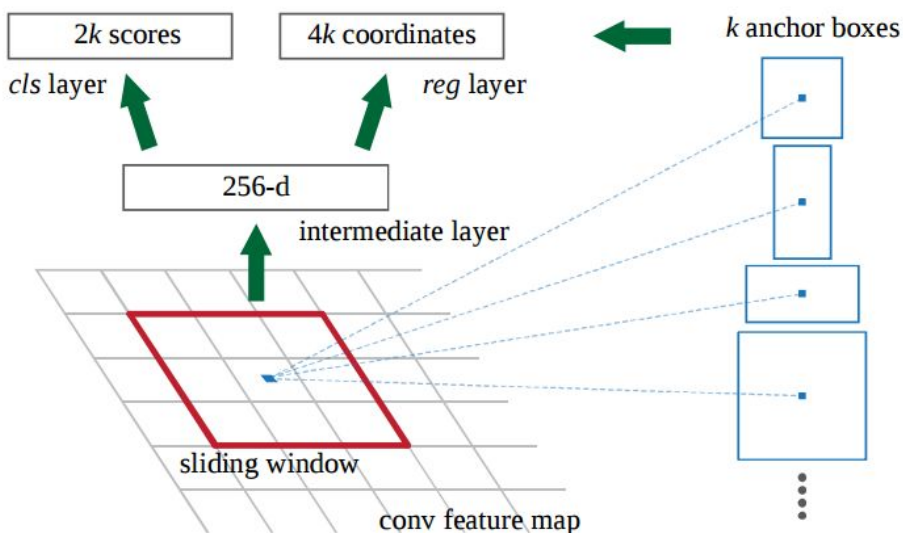 2k scores
4k coordinates
k anchor boxes
cls layer
reg layer
256-d
intermediate layer
sliding window
conv feature map